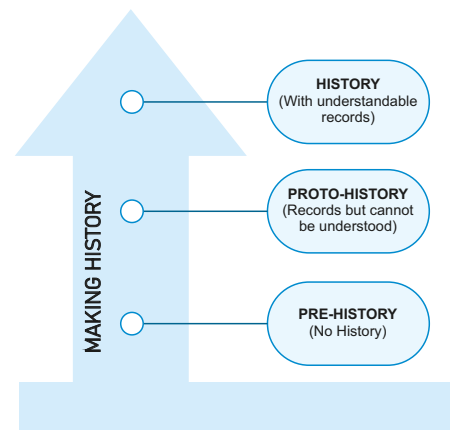 HISTORY
(With understandable
records)
PROTO-HISTORY
(Records but cannot
be understood)
PRE-HISTORY
(No History)
MAKING HISTORY